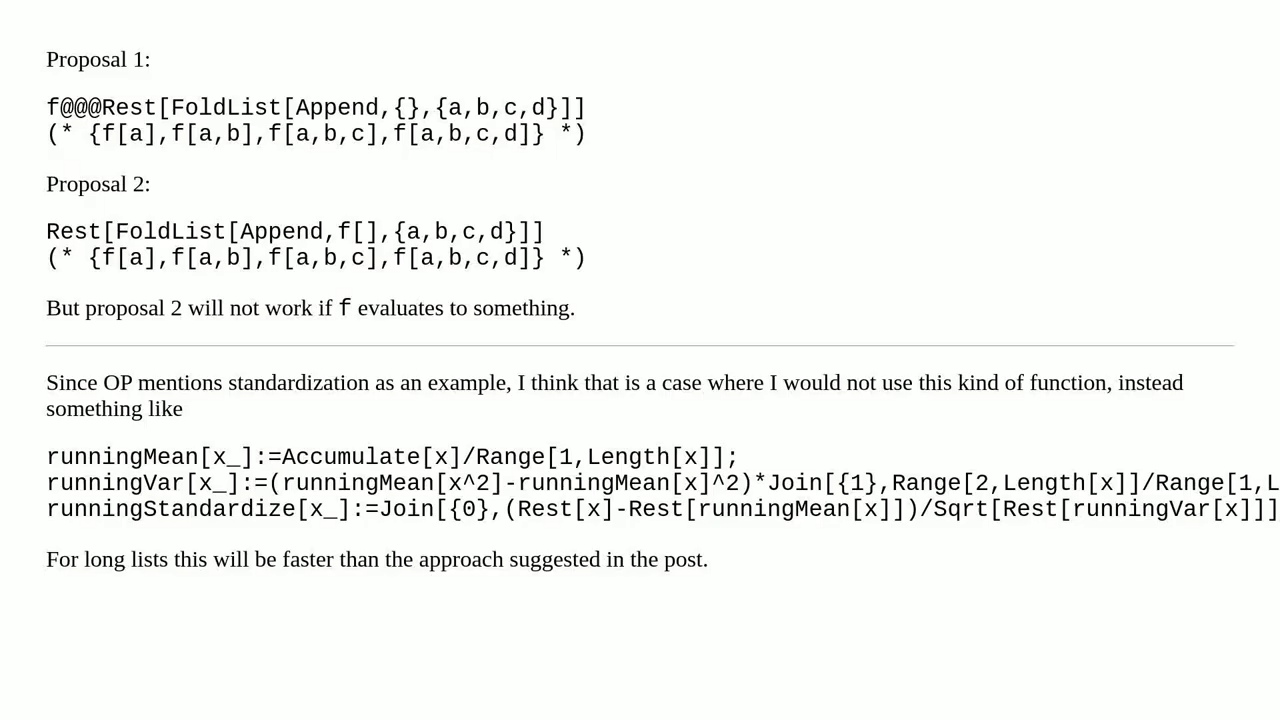 Proposal 1:
f@@@Rest[FoldList[Append,{},{a,b,c,d}]]
(* {f[a],f[a,b],f[a,b,c],f[a,b,c,d]} *)
Proposal 2:
Rest[FoldList[Append,f[],{a,b,c,d}]]
(* {f[a],f[a,b],f[a,b,c],f[a,b,c,d]} *)
But proposal 2 will not work if f evaluates to something.
Since OP mentions standardization as an example, I think that is a case where I would not use this kind of function, instead
something like
runningMean[x_]:=Accumulate[x]/Range[1,Length[x]];
runningVar[x_]:=(runningMean[x^2]-runningMean[x]^2)*Join[{1},Range[2,Length[x]]/Range[1,L
runningStandardize[x_]:=Join[{0},(Rest[x]-Rest[runningMean[x]])/Sqrt[Rest[runningVar[x]]]
For long lists this will be faster than the approach suggested in the post.